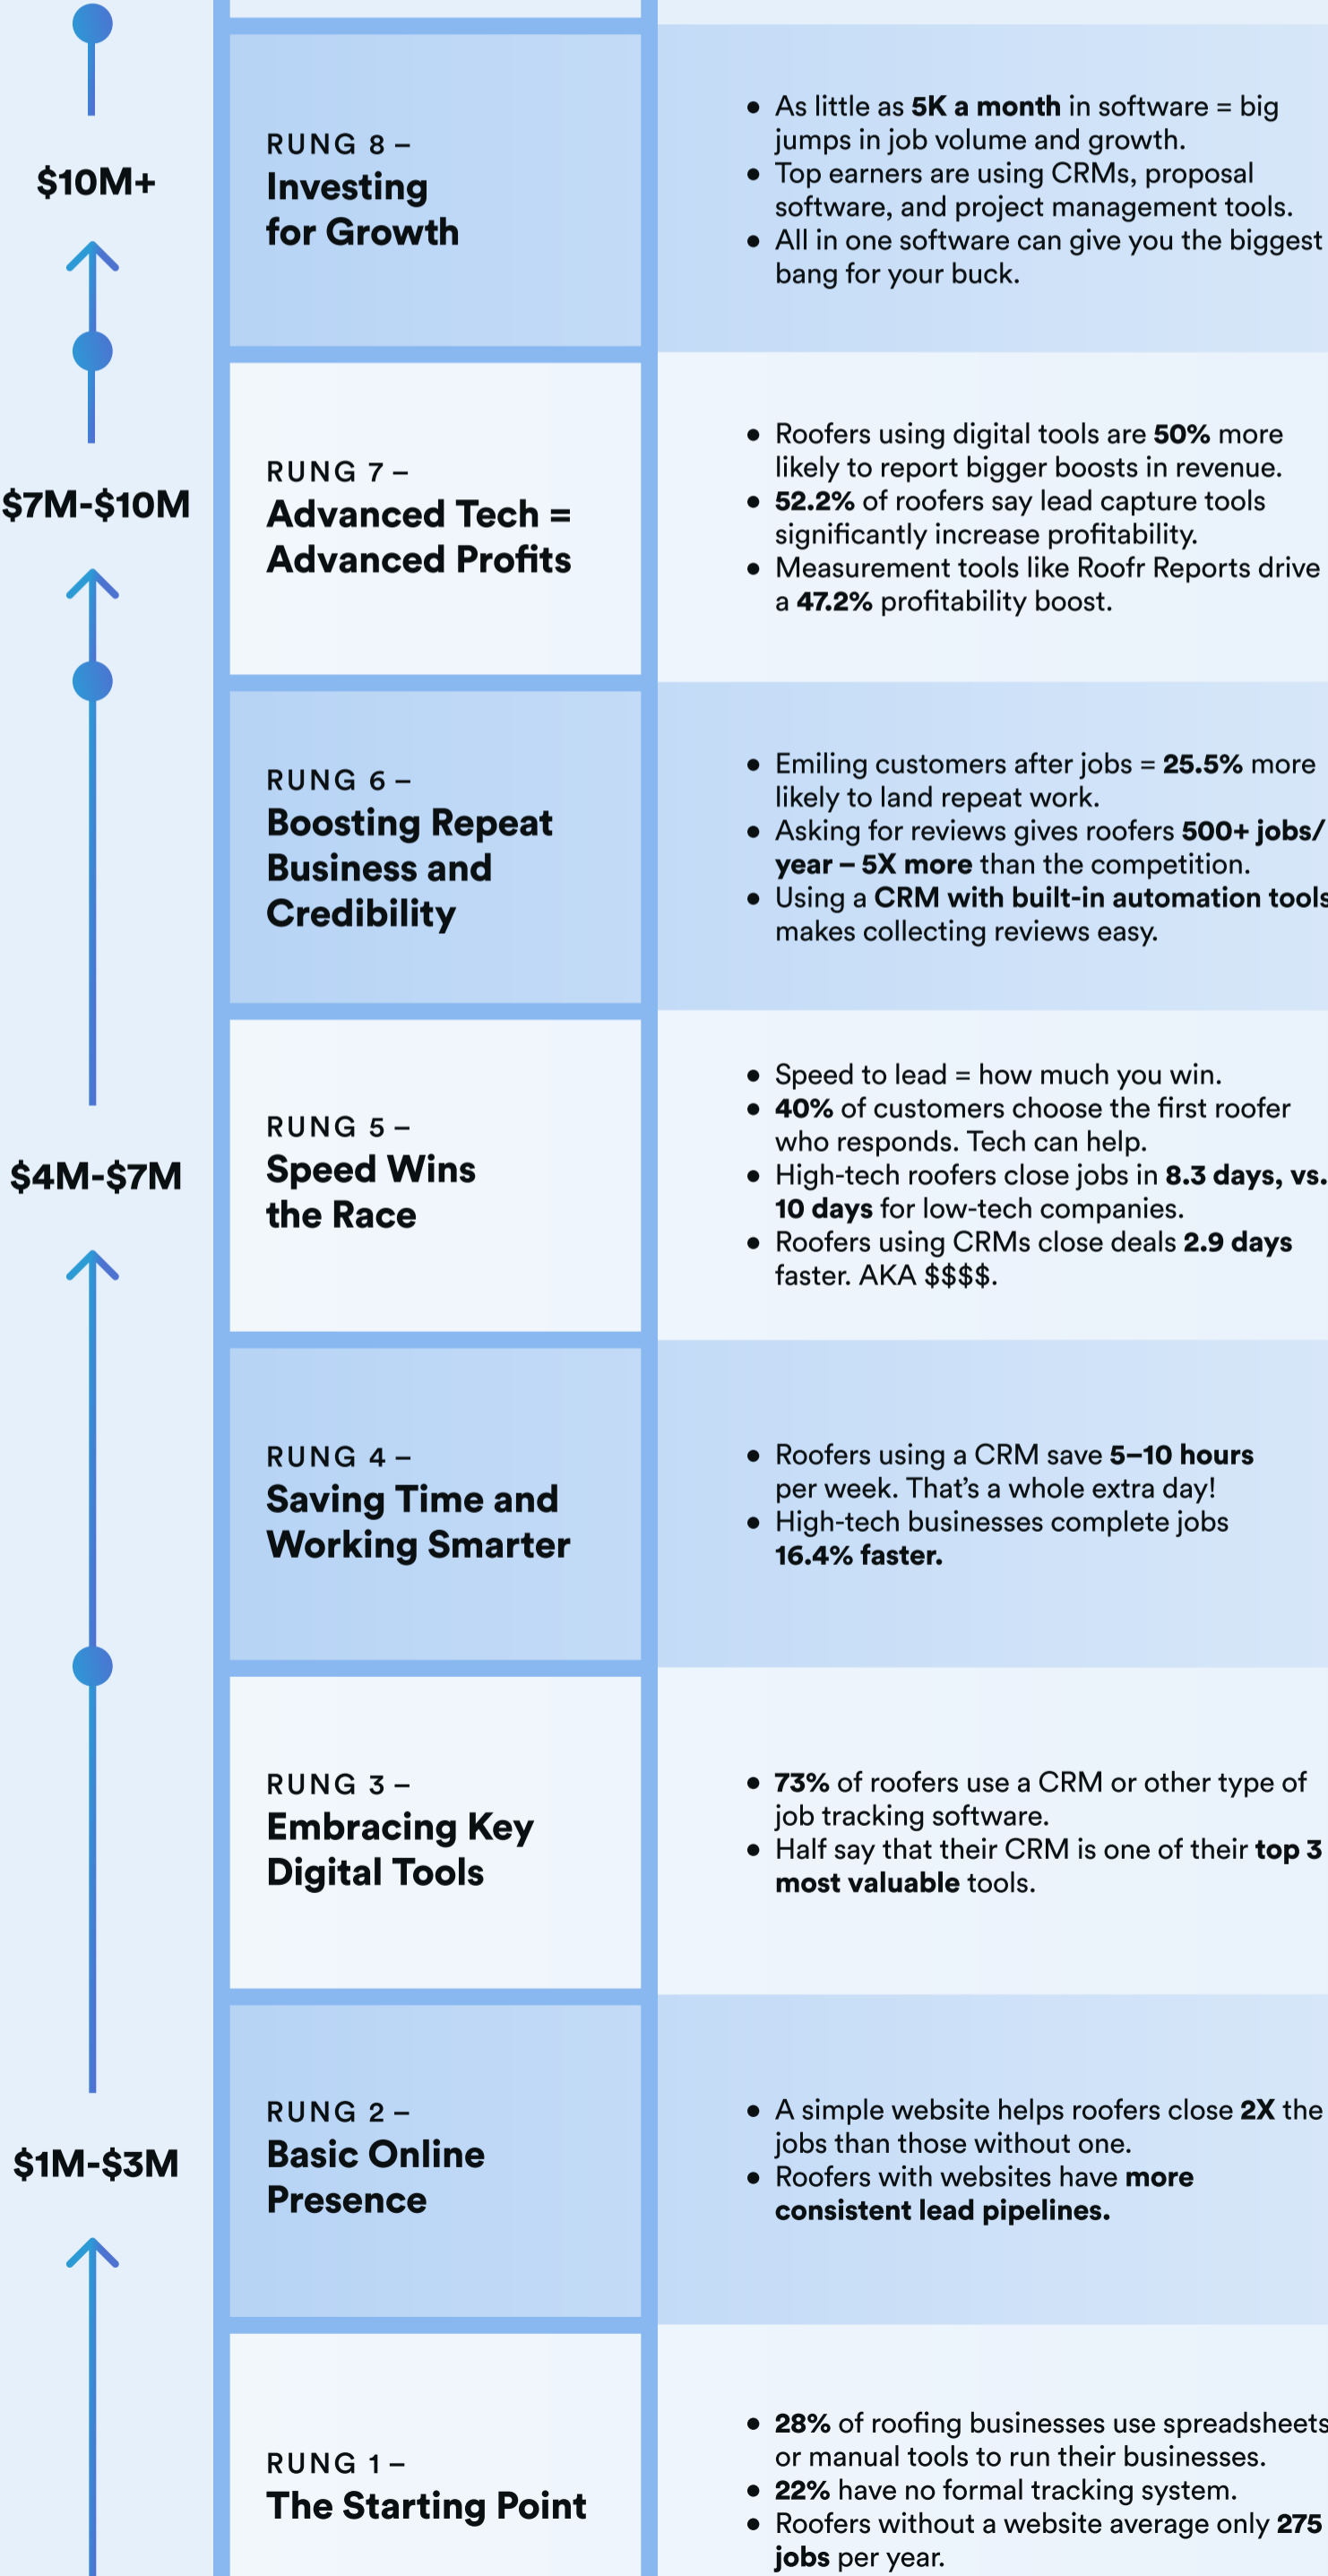 $10M+
RUNG 8 –
Investing
for Growth
• As little as 5K a month in software = big
jumps in job volume and growth.
• Top earners are using CRMs, proposal
software, and project management tools.
• All in one software can give you the biggest
bang for your buck.
$7M-$10M
RUNG 7 –
Advanced Tech =
Advanced Profits
• Roofers using digital tools are 50% more
likely to report bigger boosts in revenue.
• 52.2% of roofers say lead capture tools
significantly increase profitability.
• Measurement tools like Roofr Reports drive
a 47.2% profitability boost.
RUNG 6 –
Boosting Repeat
Business and
Credibility
• Emiling customers after jobs = 25.5% more
likely to land repeat work.
• Asking for reviews gives roofers 500+ jobs/
year – 5X more than the competition.
• Using a CRM with built-in automation tools
makes collecting reviews easy.
$4M-$7M
RUNG 5 –
Speed Wins
the Race
• Speed to lead = how much you win.
• 40% of customers choose the first roofer
who responds. Tech can help.
• High-tech roofers close jobs in 8.3 days, vs.
10 days for low-tech companies.
• Roofers using CRMs close deals 2.9 days
faster. AKA $$$$.
RUNG 4 –
Saving Time and
Working Smarter
• Roofers using a CRM save 5–10 hours
per week. That’s a whole extra day!
• High-tech businesses complete jobs
16.4% faster.
RUNG 3 –
Embracing Key
Digital Tools
• 73% of roofers use a CRM or other type of
job tracking software.
• Half say that their CRM is one of their top 3
most valuable tools.
$1M-$3M
RUNG 2 –
Basic Online
Presence
• A simple website helps roofers close 2X the
jobs than those without one.
• Roofers with websites have more
consistent lead pipelines.
RUNG 1 –
The Starting Point
• 28% of roofing businesses use spreadsheets
or manual tools to run their businesses.
• 22% have no formal tracking system.
• Roofers without a website average only 275
jobs per year.